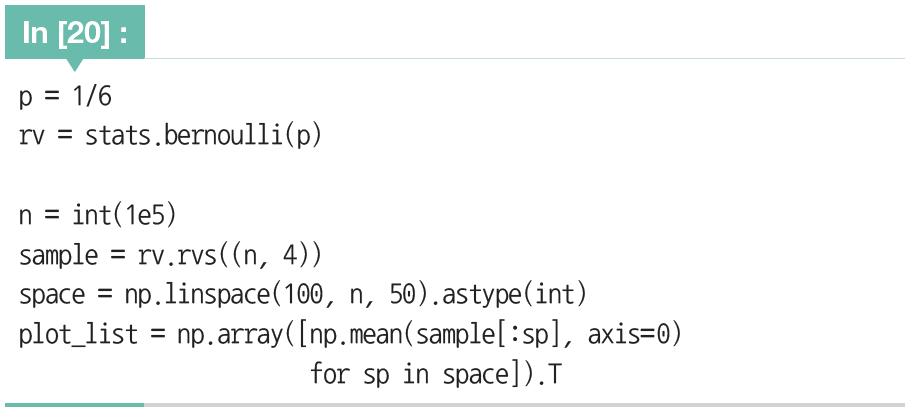 In [20] :
p = 1/6
rv = stats.bernoulli(p)
n = int(1e5)
sample = rv.rvs((n, 4))
space = np.linspace(100, n, 50).astype(int)
plot_list = np.array([np.mean(sample[:sp], axis=0)
for sp in space]).T